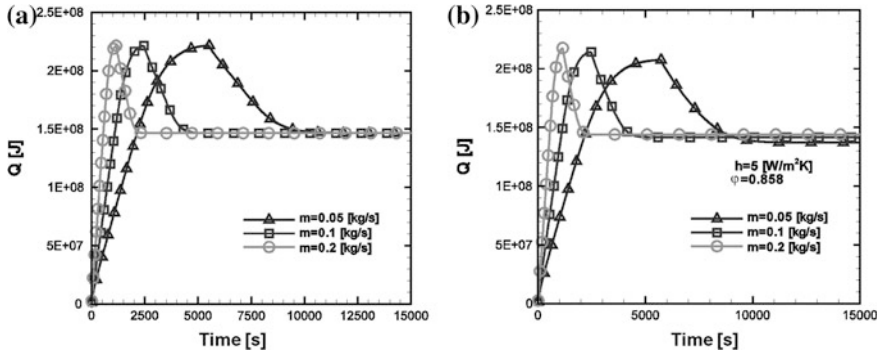 (a)
2.5E+08
2E+08
1.5E+08
1E+08
5E+07
0
Q [J]
m=0.05 [kg/s]
m=0.1 [kg/s]
m=0.2 [kg/s]
0 2500 5000 7500 10000 12500 15000
Time [s]
(b)
2.5E+08
2E+08
1.5E+08
1E+08
5E+07
0
Q [J]
h=5 [W/m²K]
φ=0.858
m=0.05 [kg/s]
m=0.1 [kg/s]
m=0.2 [kg/s]
0 5000 10000 15000
Time [s]